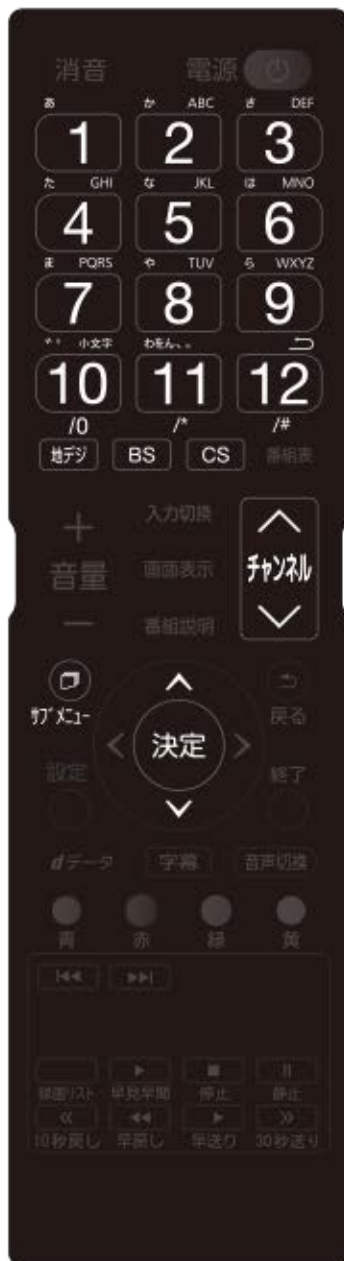 消音 電源
あ か ABC さ DEF
1 2 3
た GHI な JKL は MNO
4 5 6
ま PQRS や TUV ら WXYZ
7 8 9
小文字 わをん、。
10 11 12
/0 /* /#
地デジ BS CS 番組表
入力切換
+
音量 画面表示 チャンネル
-
番組説明
サブメニュー 決定 戻る
設定 終了
dデータ 字幕 音声切換
青 赤 緑 黄
録画リスト 早見早聞 停止 静止
10秒戻し 早戻し 早送り 30秒送り